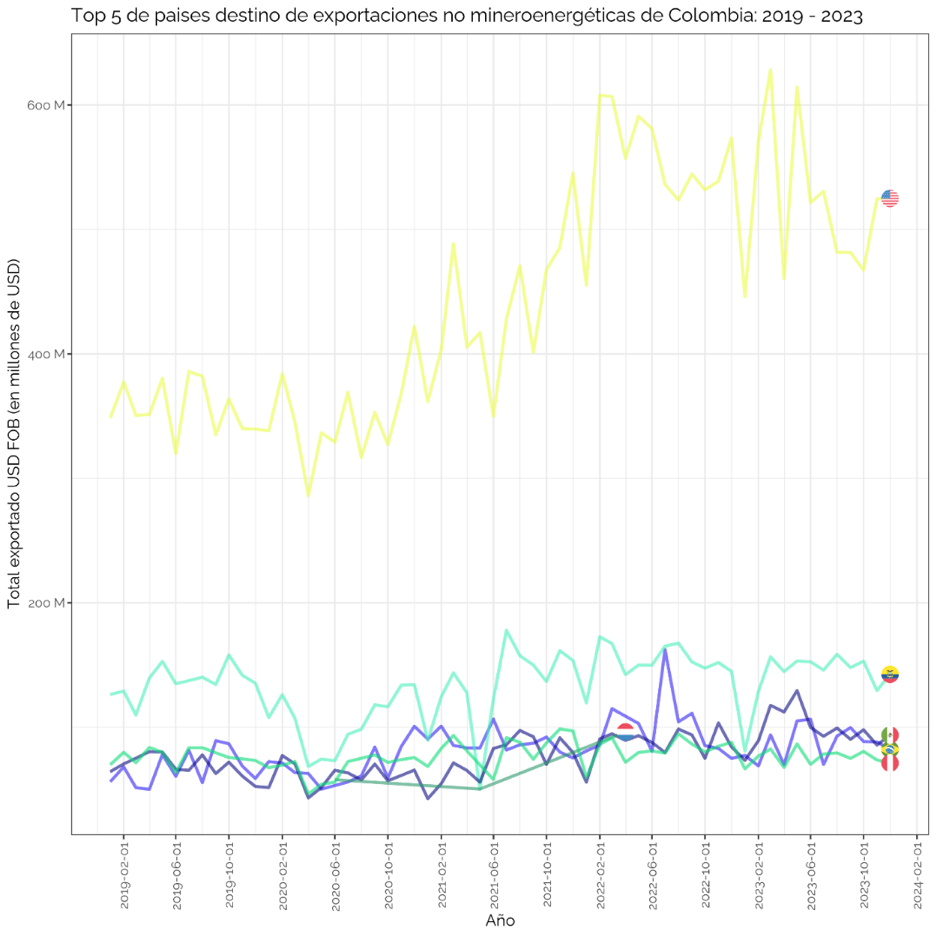 Top 5 de paises destino de exportaciones no mineroenergéticas de Colombia: 2019 - 2023
Total exportado USD FOB (en millones de USD)
600 M
400 M
200 M
2019-02-01
2019-06-01
2019-10-01
2020-02-01
2020-06-01
2020-10-01
2021-02-01
2021-06-01
2021-10-01
2022-02-01
2022-06-01
2022-10-01
2023-02-01
2023-06-01
2023-10-01
2024-02-01
Año